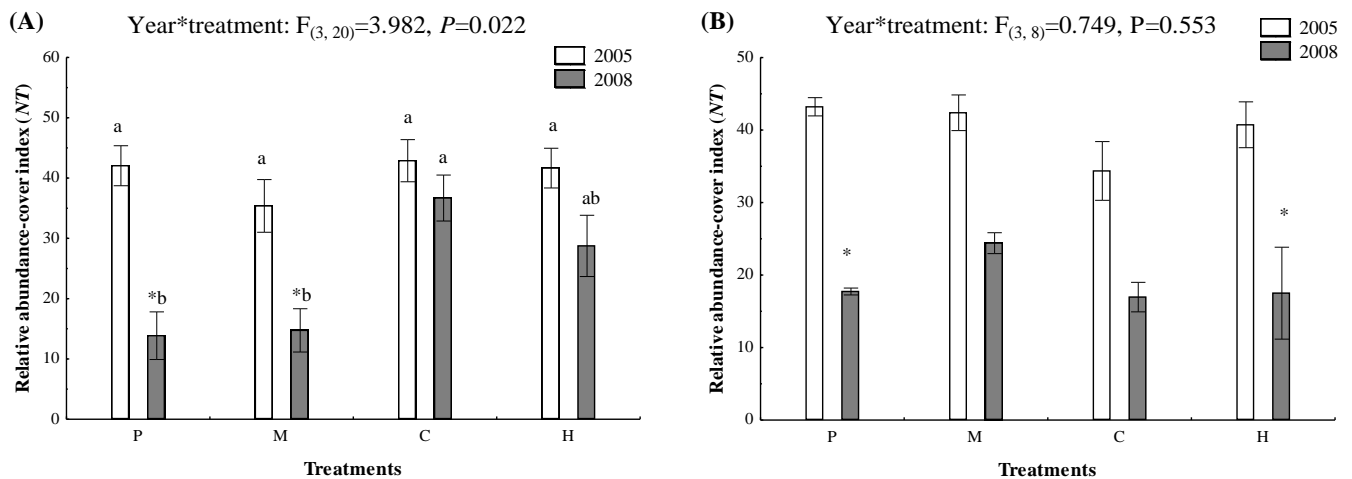 (A) Year*treatment: F(3, 20)=3.982, P=0.022
2005
2008
Relative abundance-cover index (NT)
60
50
40
30
20
10
0
a
*b
a
*b
a
a
a
ab
P M C H
Treatments
(B) Year*treatment: F(3, 8)=0.749, P=0.553
2005
2008
Relative abundance-cover index (NT)
50
40
30
20
10
0
*
*
P M C H
Treatments